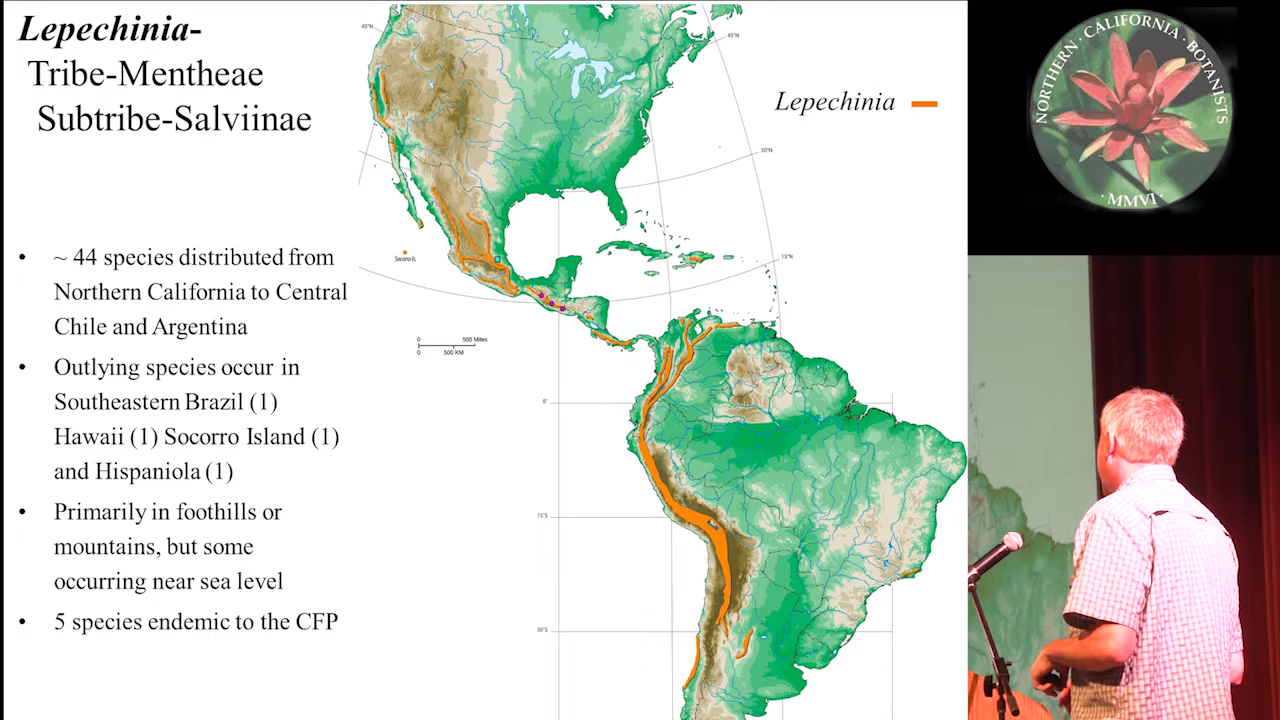 Lepechinia-
Tribe-Mentheae
Subtribe-Salviinae
• ~ 44 species distributed from
Northern California to Central
Chile and Argentina
• Outlying species occur in
Southeastern Brazil (1)
Hawaii (1) Socorro Island (1)
and Hispaniola (1)
• Primarily in foothills or
mountains, but some
occurring near sea level
• 5 species endemic to the CFP
45°N
45°N
Lepechinia
30°N
15°N
Socorro Is.
0 500 Miles
0 500 KM
0°
15°S
30°S
NORTHERN · CALIFORNIA · BOTANISTS
· MMVI ·